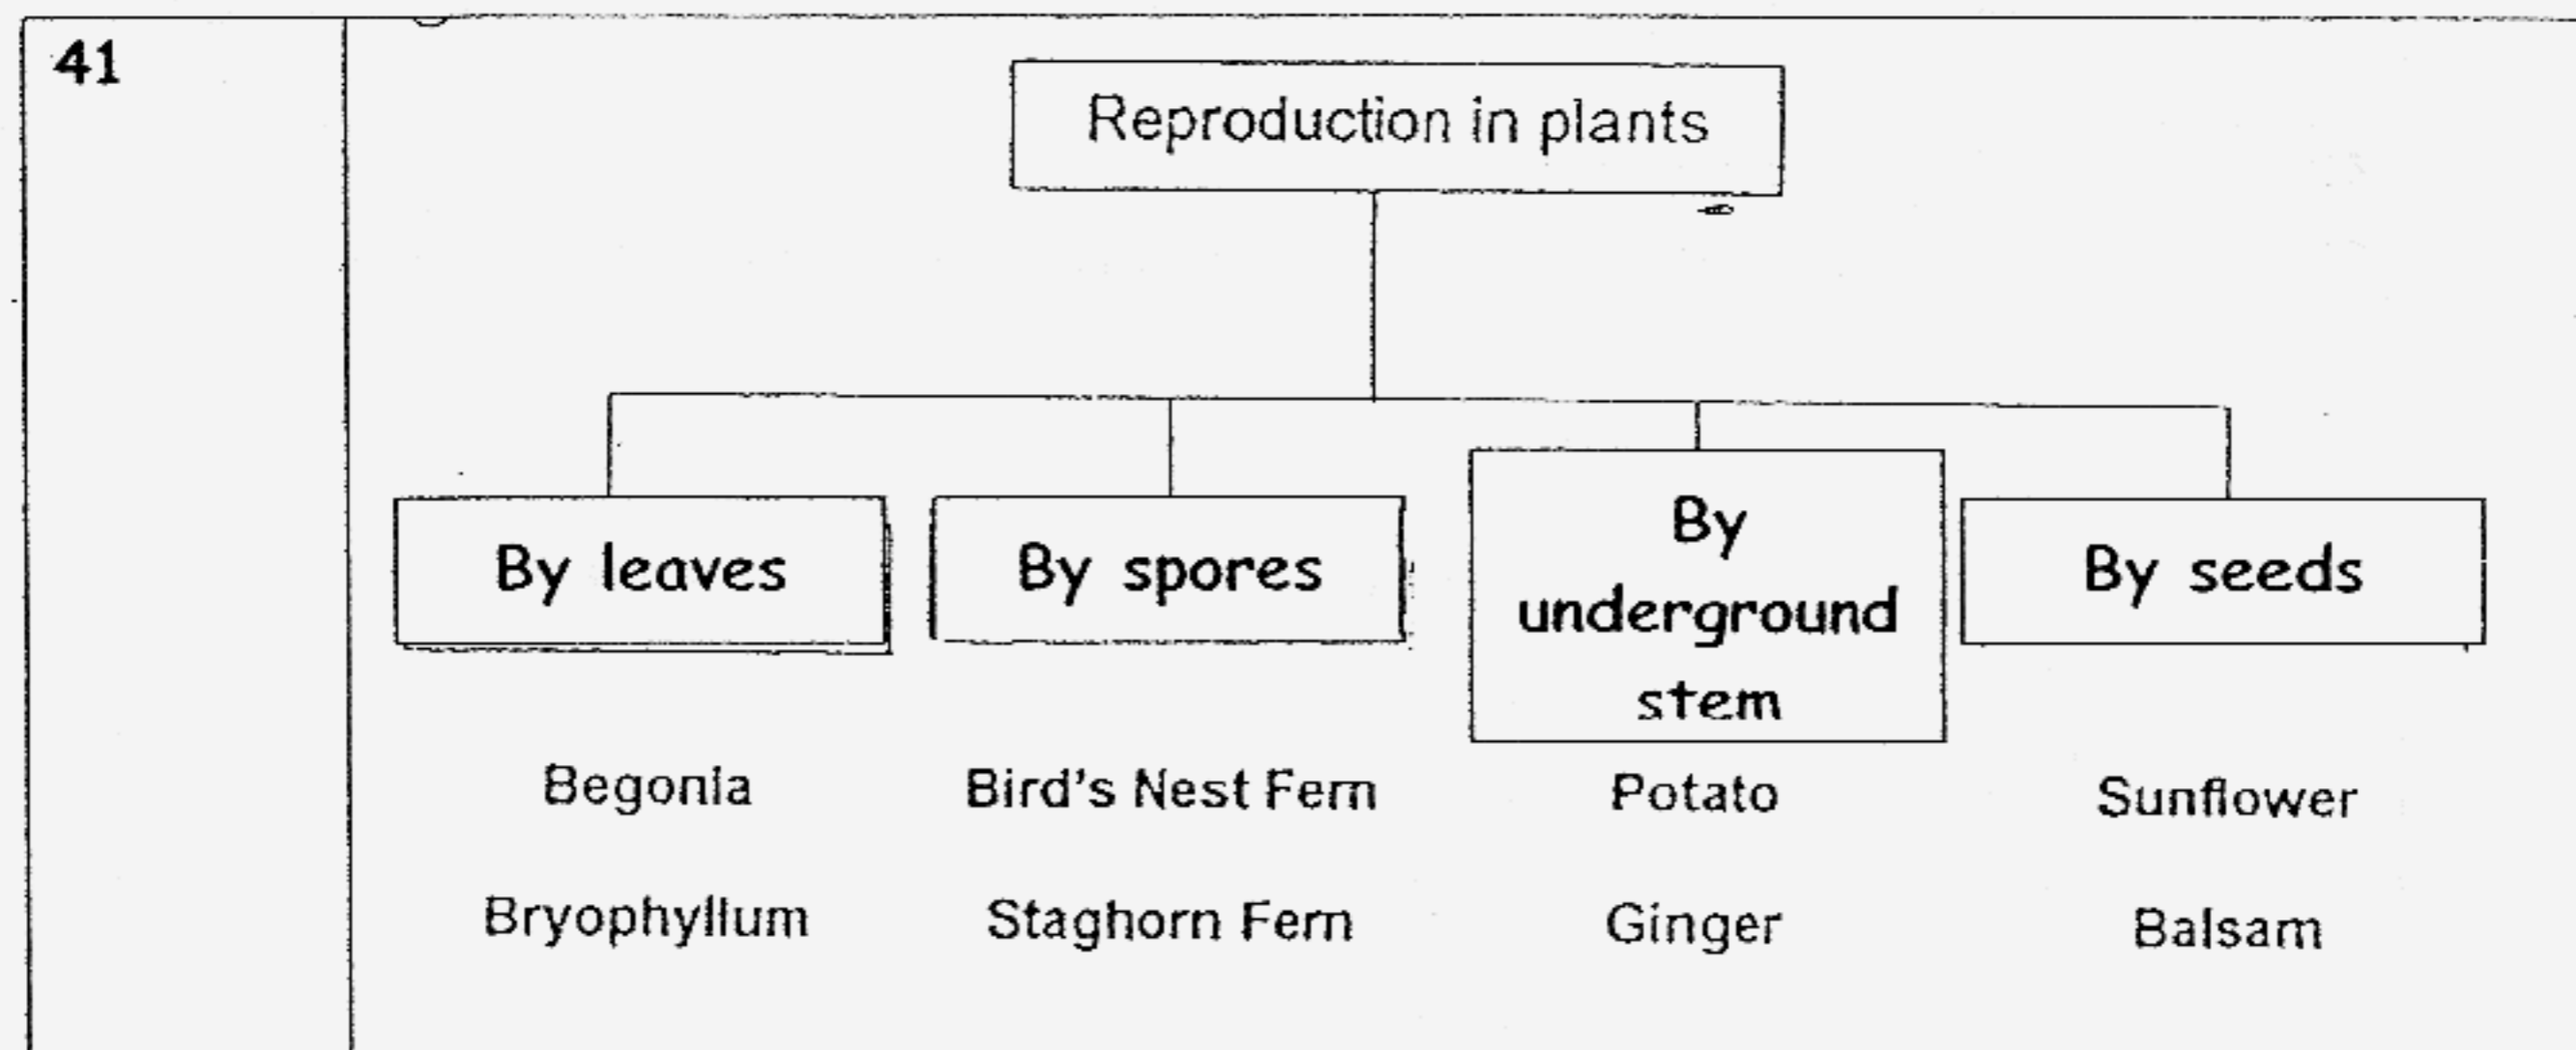 41
Reproduction in plants
By leaves
By spores
By
underground
stem
By seeds
Begonia
Bird's Nest Fern
Potato
Sunflower
Bryophyllum
Staghorn Fern
Ginger
Balsam